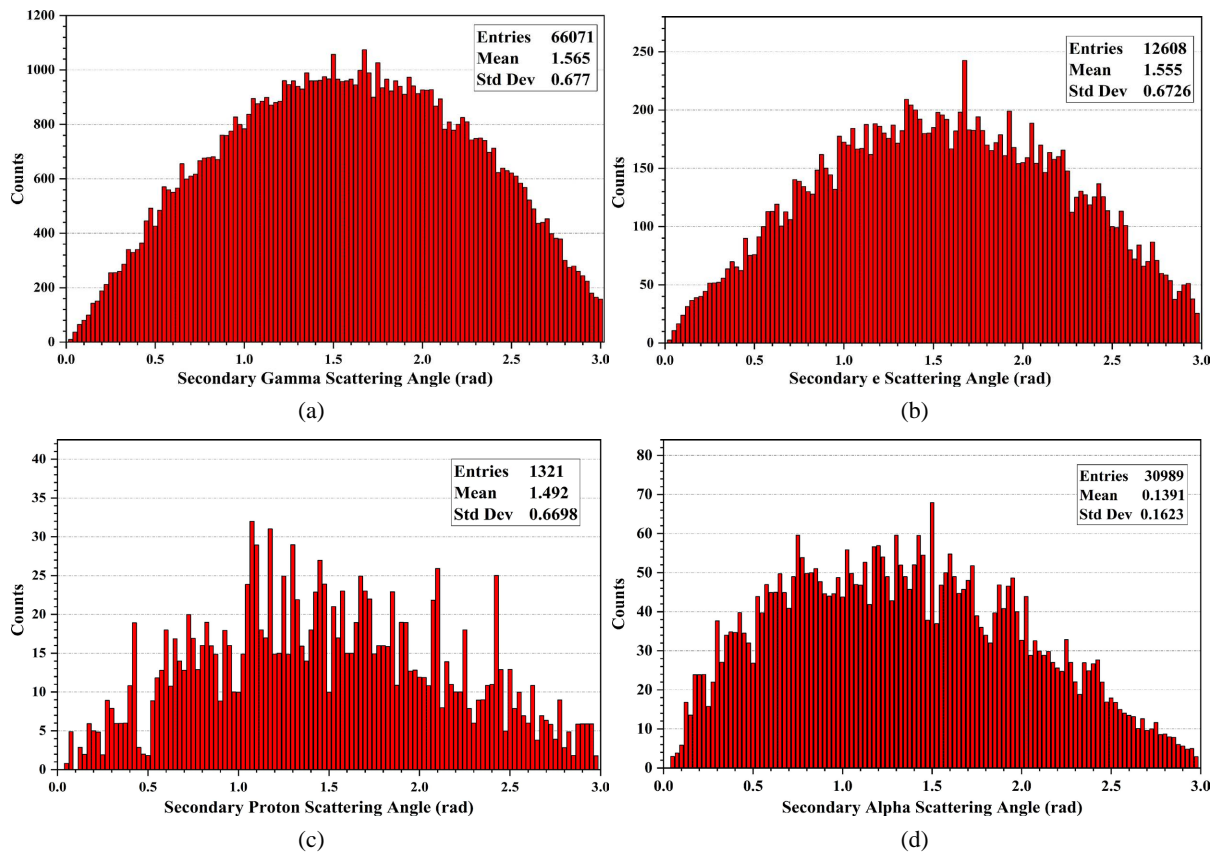 1200
1000
800
600
400
200
0
Counts
Entries 66071
Mean 1.565
Std Dev 0.677
0.0 0.5 1.0 1.5 2.0 2.5 3.0
Secondary Gamma Scattering Angle (rad)
(a)
250
200
150
100
50
0
Counts
Entries 12608
Mean 1.555
Std Dev 0.6726
0.0 0.5 1.0 1.5 2.0 2.5 3.0
Secondary e Scattering Angle (rad)
(b)
40
35
30
25
20
15
10
5
0
Counts
Entries 1321
Mean 1.492
Std Dev 0.6698
0.0 0.5 1.0 1.5 2.0 2.5 3.0
Secondary Proton Scattering Angle (rad)
(c)
80
70
60
50
40
30
20
10
0
Counts
Entries 30989
Mean 0.1391
Std Dev 0.1623
0.0 0.5 1.0 1.5 2.0 2.5 3.0
Secondary Alpha Scattering Angle (rad)
(d)